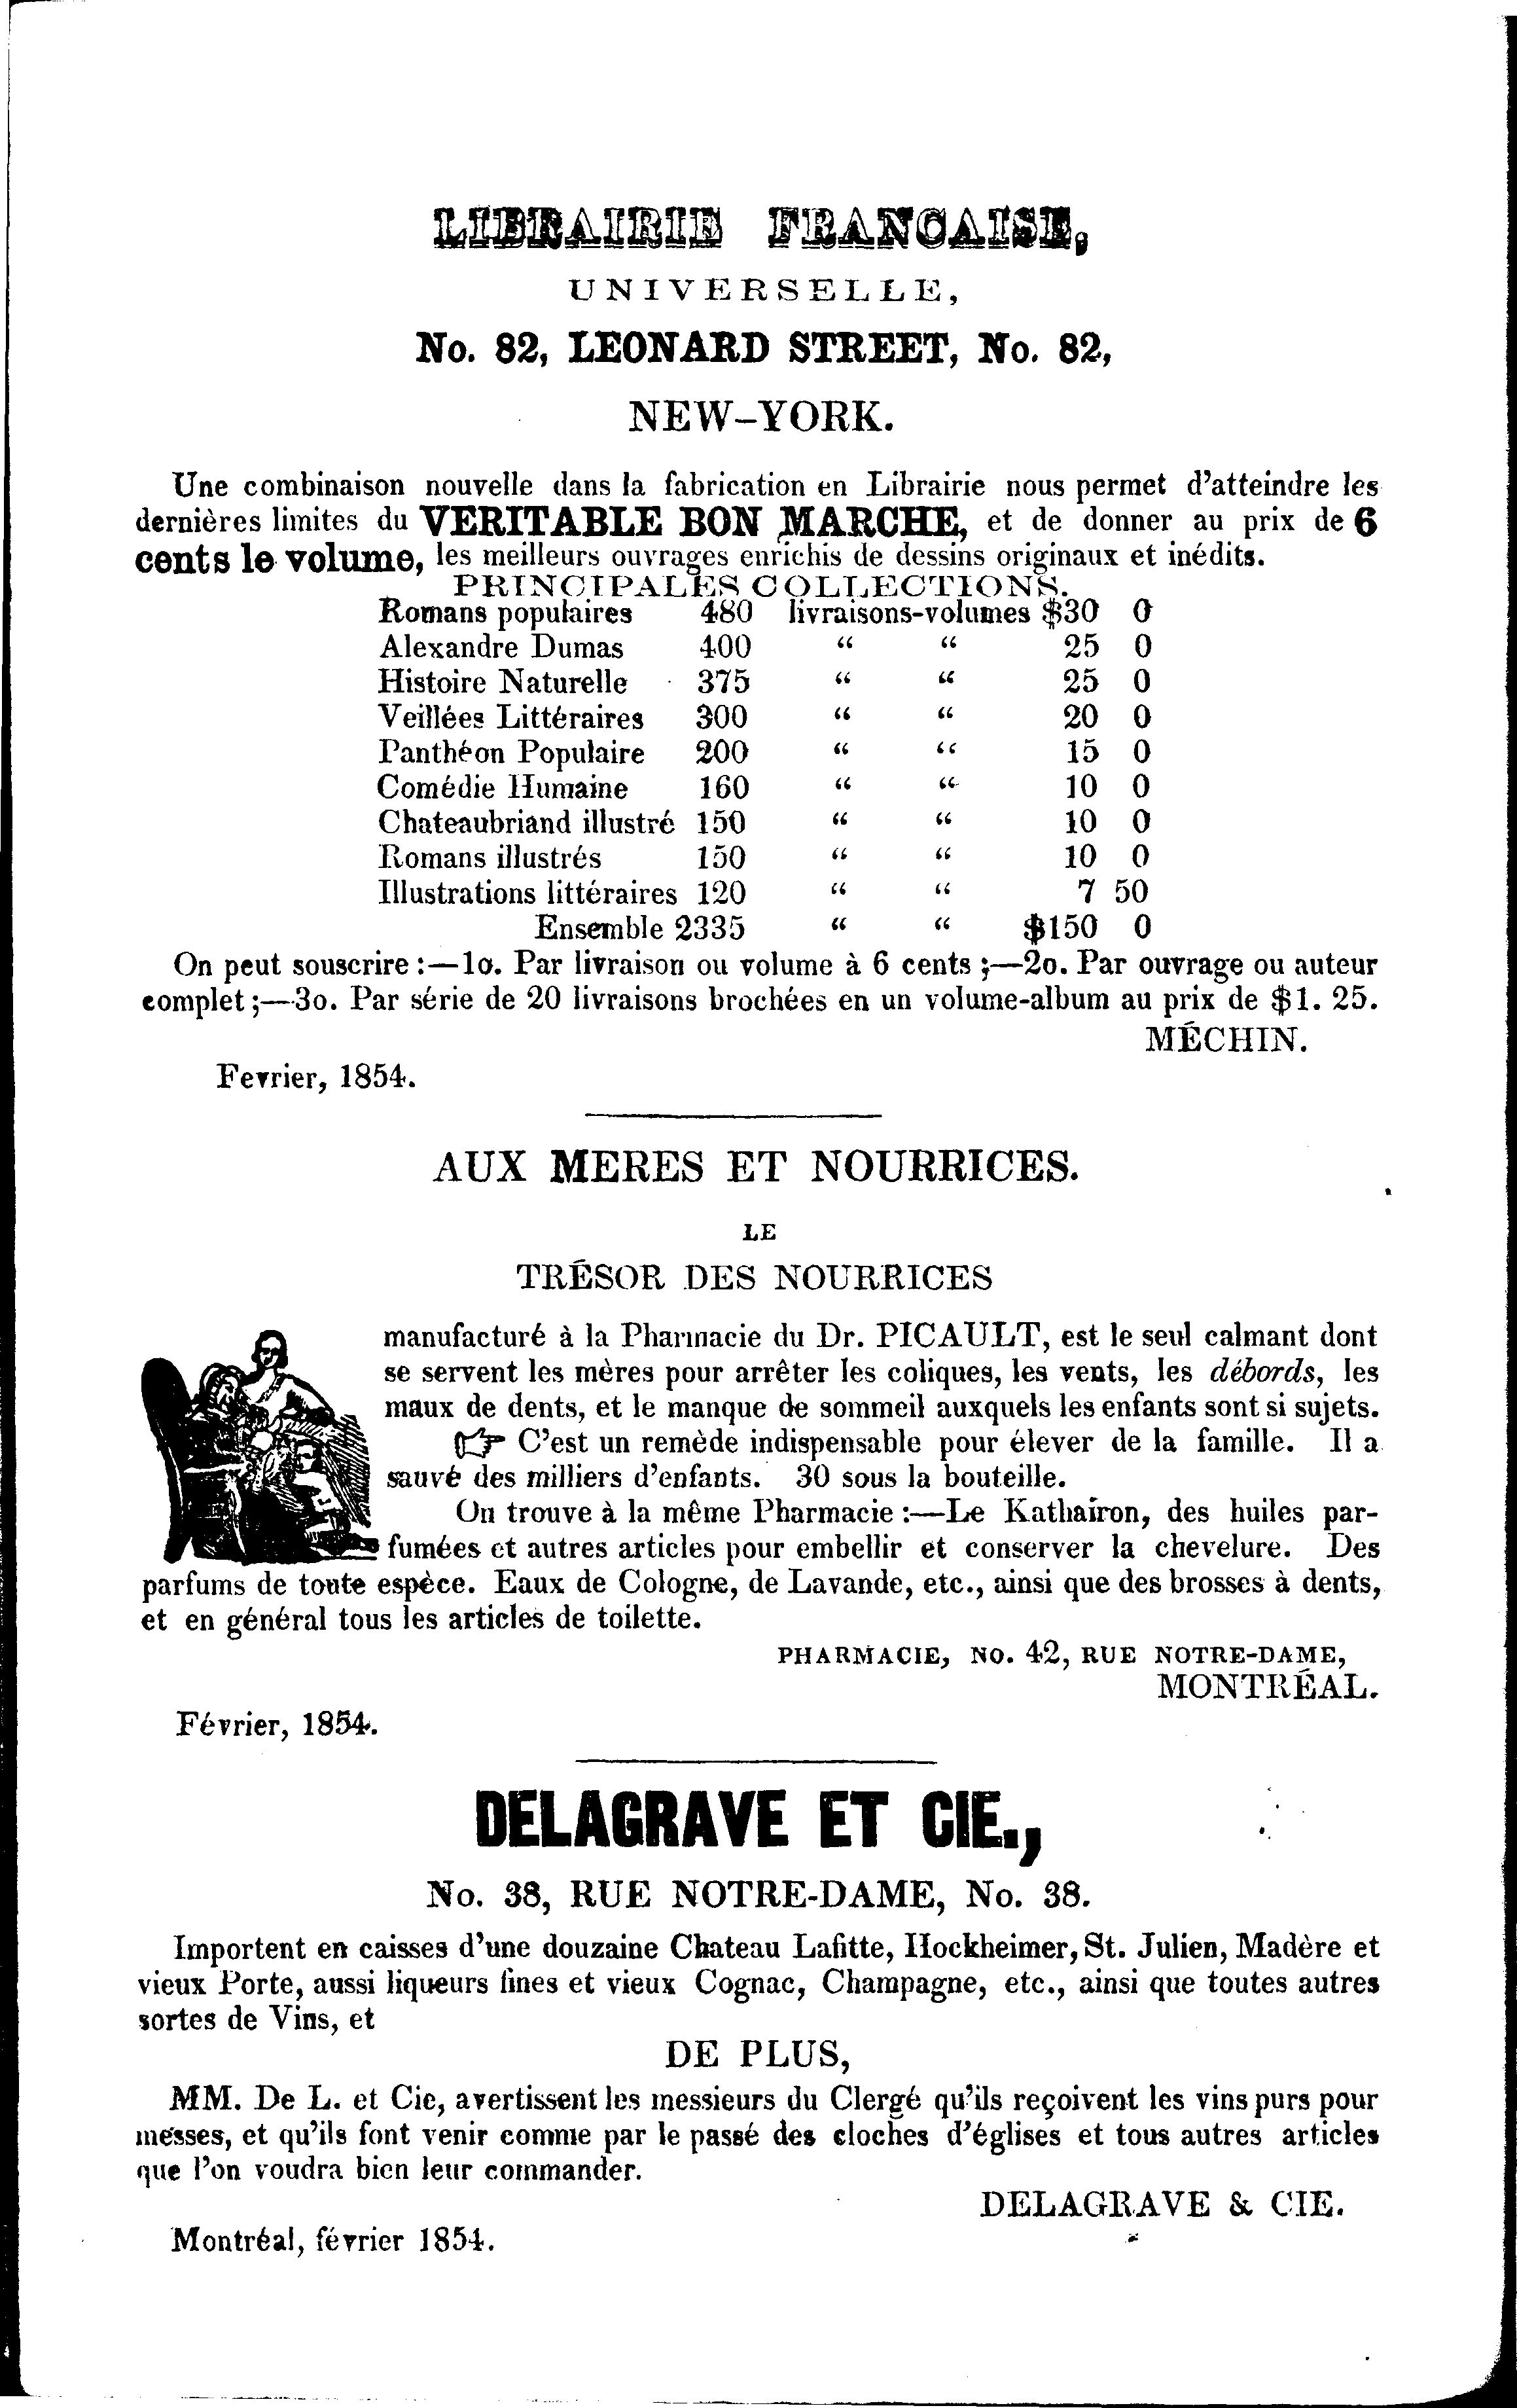 LIBRAIRIE FRANCAISE,
UNIVERSELLE,
No. 82, LEONARD STREET, No. 82,
NEW-YORK.
Une combinaison nouvelle dans la fabrication en Librairie nous permet d'atteindre les
dernières limites du VERITABLE BON MARCHE, et de donner au prix de 6
cents le volume, les meilleurs ouvrages enrichis de dessins originaux et inédits.
PRINCIPALES COLLECTIONS.
Romans populaires 480 livraisons-volumes $30 0
Alexandre Dumas 400 “ “ 25 0
Histoire Naturelle 375 “ “ 25 0
Veillées Littéraires 300 “ “ 20 0
Panthéon Populaire 200 “ “ 15 0
Comédie Humaine 160 “ “ 10 0
Chateaubriand illustré 150 “ “ 10 0
Romans illustrés 150 “ “ 10 0
Illustrations littéraires 120 “ “ 7 50
Ensemble 2335 “ “ $150 0
On peut souscrire :—1o. Par livraison ou volume à 6 cents ;—2o. Par ouvrage ou auteur
complet ;—3o. Par série de 20 livraisons brochées en un volume-album au prix de $1. 25.
MÉCHIN.
Fevrier, 1854.
AUX MERES ET NOURRICES.
LE
TRÉSOR DES NOURRICES
manufacturé à la Pharmacie du Dr. PICAULT, est le seul calmant dont
se servent les mères pour arrêter les coliques, les vents, les débords, les
maux de dents, et le manque de sommeil auxquels les enfants sont si sujets.
☞ C'est un remède indispensable pour élever de la famille. Il a
sauvé des milliers d'enfants. 30 sous la bouteille.
On trouve à la même Pharmacie :—Le Kathairon, des huiles par-
fumées et autres articles pour embellir et conserver la chevelure. Des
parfums de toute espèce. Eaux de Cologne, de Lavande, etc., ainsi que des brosses à dents,
et en général tous les articles de toilette.
PHARMACIE, NO. 42, RUE NOTRE-DAME,
MONTRÉAL.
Février, 1854.
DELAGRAVE ET CIE.,
No. 38, RUE NOTRE-DAME, No. 38.
Importent en caisses d'une douzaine Chateau Lafitte, Hockheimer, St. Julien, Madère et
vieux Porte, aussi liqueurs fines et vieux Cognac, Champagne, etc., ainsi que toutes autres
sortes de Vins, et
DE PLUS,
MM. De L. et Cie, avertissent les messieurs du Clergé qu'ils reçoivent les vins purs pour
messes, et qu'ils font venir comme par le passé des cloches d'églises et tous autres articles
que l'on voudra bien leur commander.
DELAGRAVE & CIE.
Montréal, février 1854.